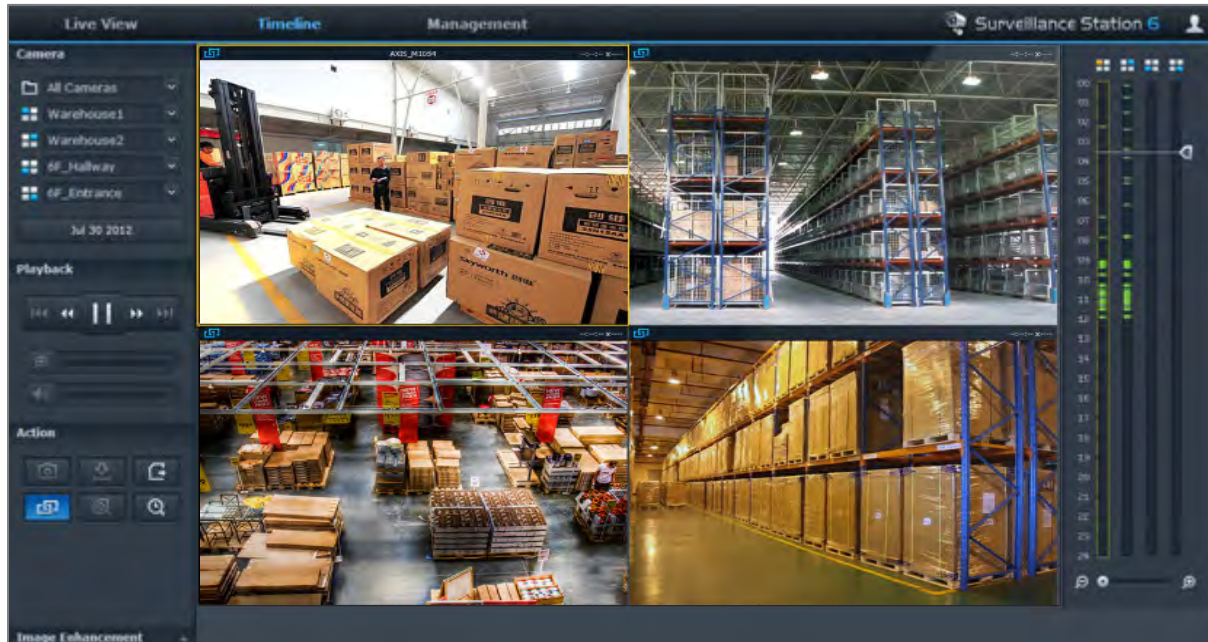 Live View
Timeline
Management
Surveillance Station 6
Camera
All Cameras
Warehouse1
Warehouse2
6F_Hallway
6F_Entrance
Jul 30 2012
Playback
Action
Image Enhancement
AXIS_M1054
--:--:-- x----
--:--:-- x----
--:--:-- x----
--:--:-- x----
Skyworth
00
01
02
03
04
05
06
07
08
09
10
11
12
13
14
15
16
17
18
19
20
21
22
23
24